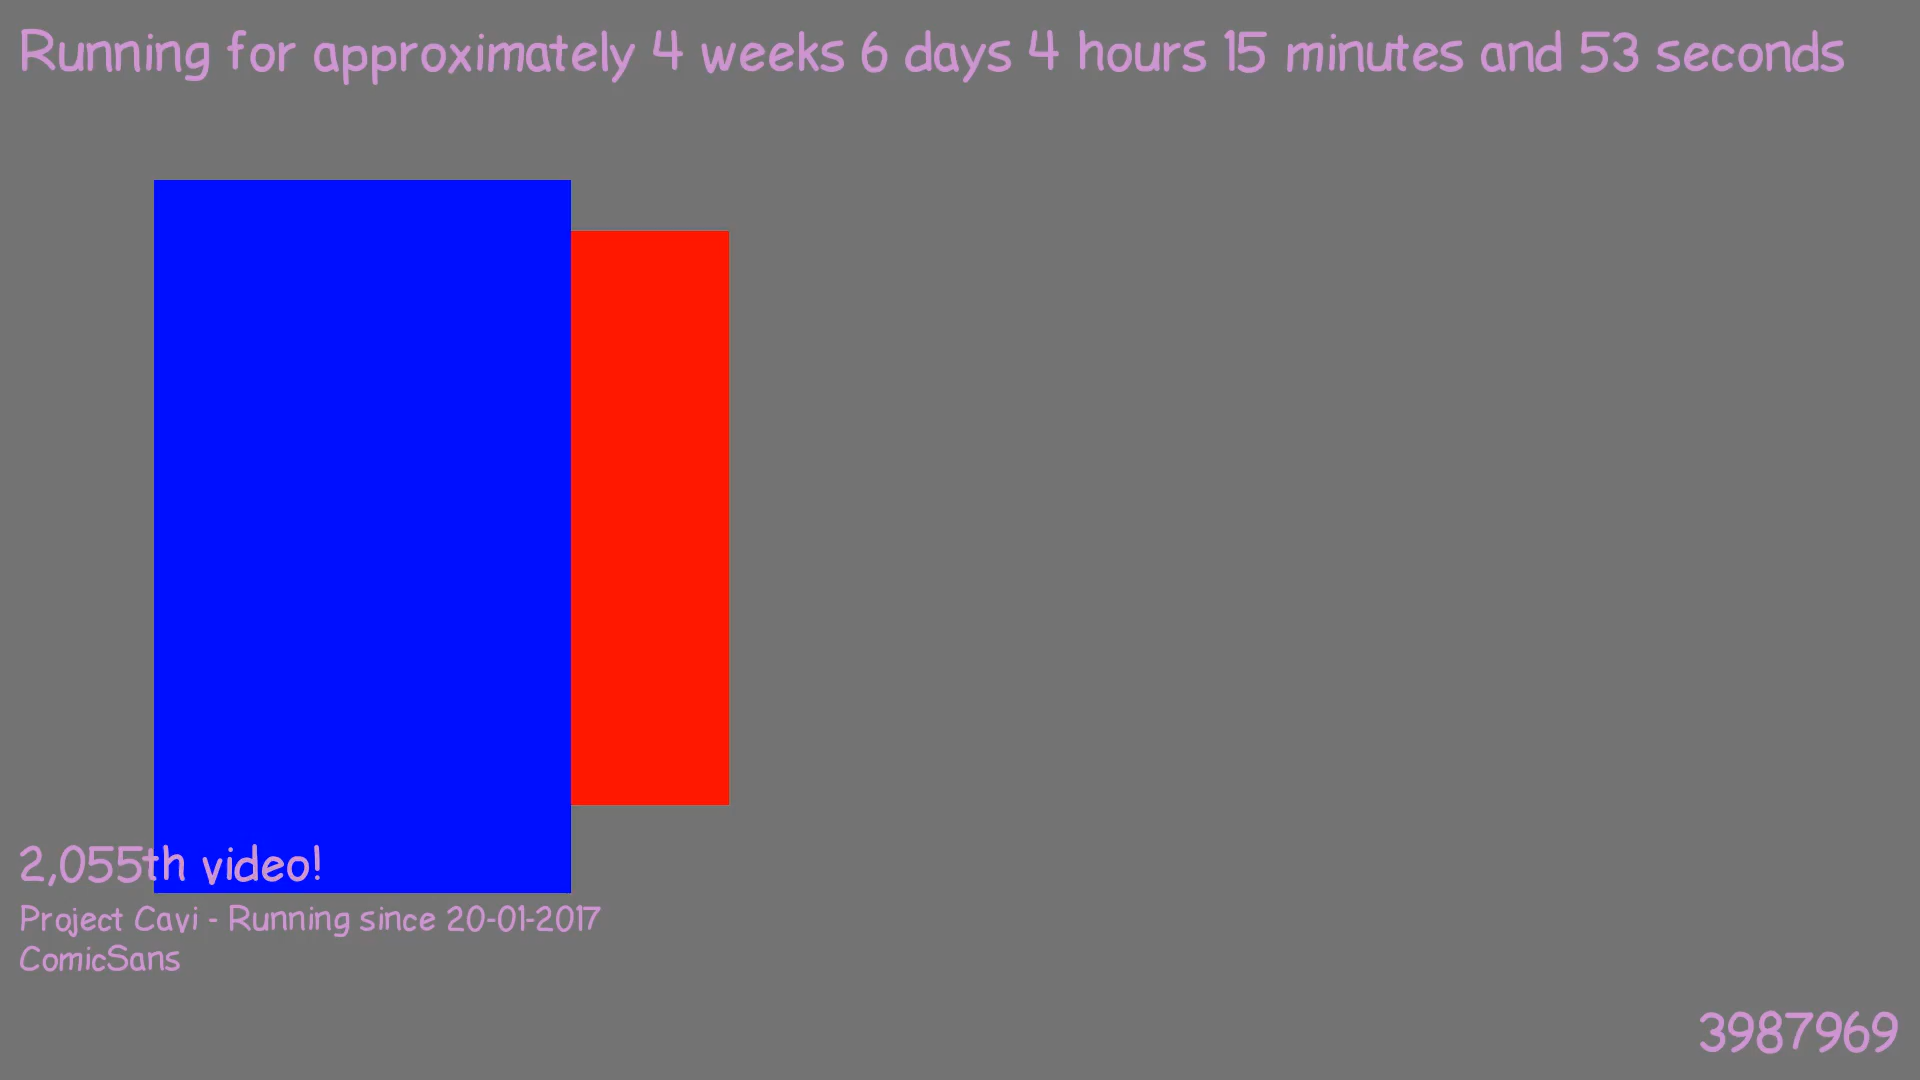 Running for approximately 4 weeks 6 days 4 hours 15 minutes and 53 seconds
2,055th video!
Project Cavi - Running since 20-01-2017
ComicSans
3987969